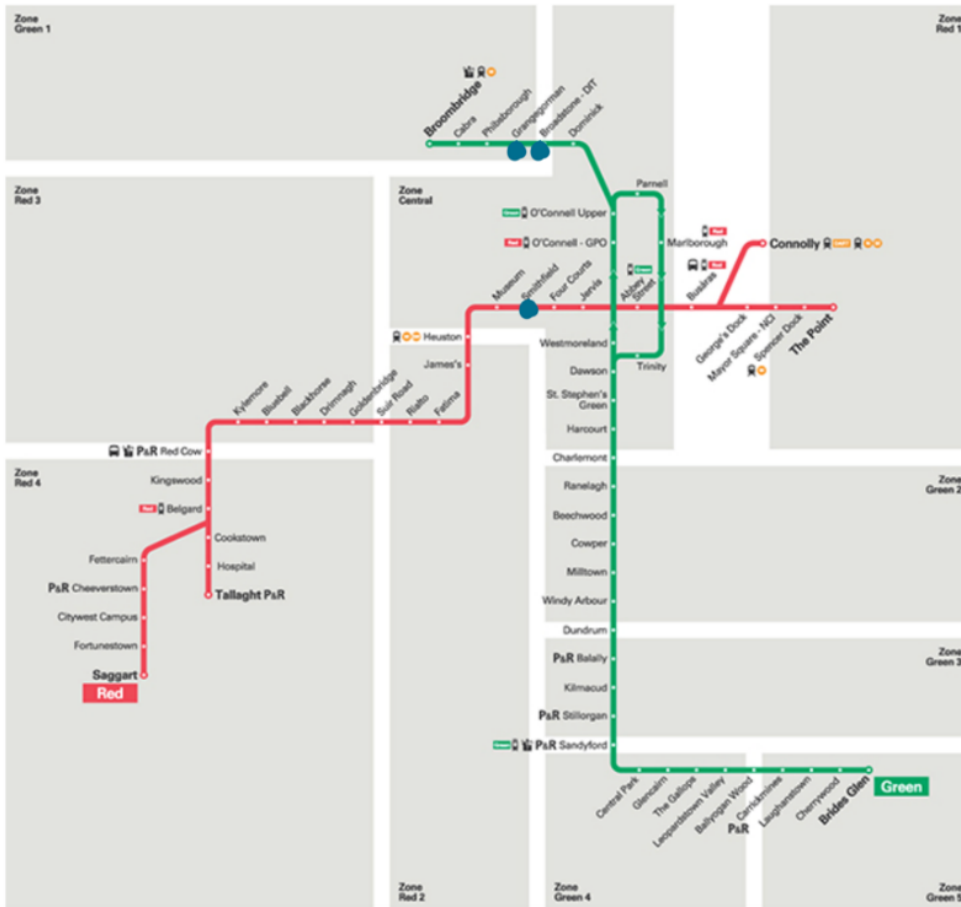 Zone
Green 1
Zone
Red 1
Broombridge
Cabra
Phibsborough
Grangegorman
Broadstone - DIT
Dominick
Zone
Red 3
Zone
Central
Parnell
Green
O'Connell Upper
Red
O'Connell - GPO
Marlborough
Red
Green
Connolly
DART
Museum
Smithfield
Four Courts
Jervis
Abbey
Street
Busáras
Red
George's Dock
Mayor Square - NCI
Spencer Dock
The Point
Heuston
James's
Westmoreland
Trinity
Dawson
St. Stephen's
Green
Harcourt
Charlemont
Kylemore
Bluebell
Blackhorse
Drimnagh
Goldenbridge
Suir Road
Rialto
Fatima
P&R Red Cow
Zone
Red 4
Kingswood
Red
Belgard
Cookstown
Hospital
Tallaght P&R
Fettercairn
P&R Cheeverstown
Citywest Campus
Fortunestown
Saggart
Red
Zone
Green 2
Ranelagh
Beechwood
Cowper
Milltown
Windy Arbour
Dundrum
Zone
Green 3
P&R Balally
Kilmacud
P&R Stillorgan
Green
P&R Sandyford
Central Park
Glencairn
The Gallops
Leopardstown Valley
Ballyogan Wood
Carrickmines
P&R
Laughanstown
Cherrywood
Brides Glen
Green
Zone
Red 2
Zone
Green 4
Zone
Green 5